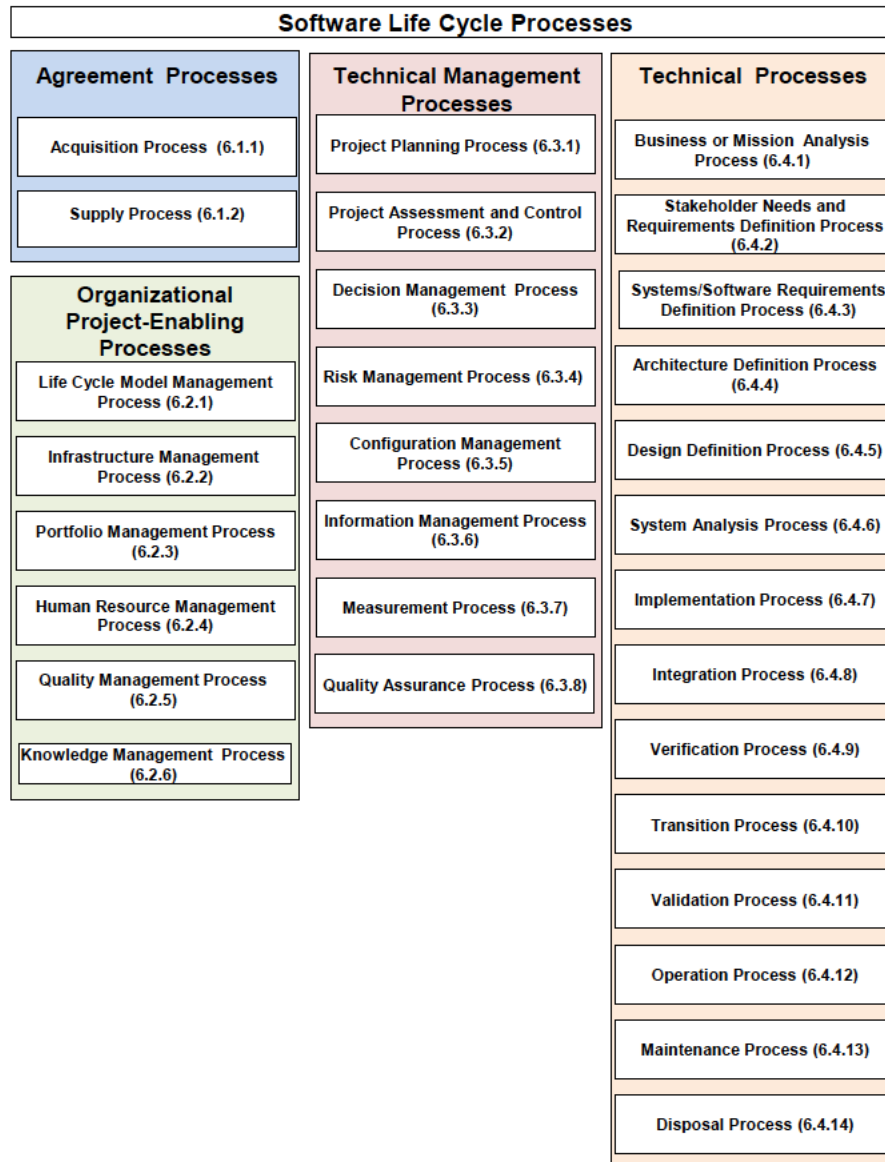 Software Life Cycle Processes
Agreement Processes
Acquisition Process (6.1.1)
Supply Process (6.1.2)
Organizational
Project-Enabling
Processes
Life Cycle Model Management
Process (6.2.1)
Infrastructure Management
Process (6.2.2)
Portfolio Management Process
(6.2.3)
Human Resource Management
Process (6.2.4)
Quality Management Process
(6.2.5)
Knowledge Management Process
(6.2.6)
Technical Management
Processes
Project Planning Process (6.3.1)
Project Assessment and Control
Process (6.3.2)
Decision Management Process
(6.3.3)
Risk Management Process (6.3.4)
Configuration Management
Process (6.3.5)
Information Management Process
(6.3.6)
Measurement Process (6.3.7)
Quality Assurance Process (6.3.8)
Technical Processes
Business or Mission Analysis
Process (6.4.1)
Stakeholder Needs and
Requirements Definition Process
(6.4.2)
Systems/Software Requirements
Definition Process (6.4.3)
Architecture Definition Process
(6.4.4)
Design Definition Process (6.4.5)
System Analysis Process (6.4.6)
Implementation Process (6.4.7)
Integration Process (6.4.8)
Verification Process (6.4.9)
Transition Process (6.4.10)
Validation Process (6.4.11)
Operation Process (6.4.12)
Maintenance Process (6.4.13)
Disposal Process (6.4.14)